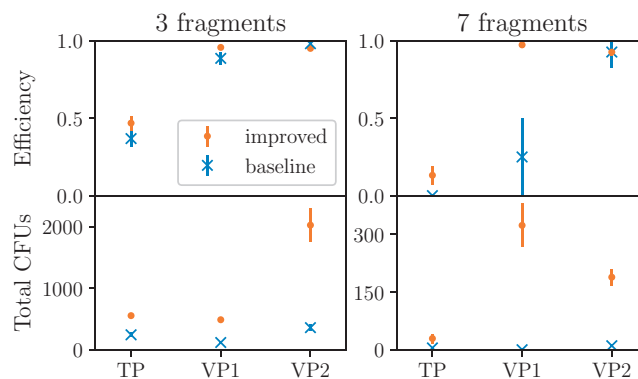 3 fragments
7 fragments
Efficiency
1.0
0.5
0.0
improved
baseline
1.0
0.5
0.0
Total CFUs
2000
1000
0
300
150
0
TP VP1 VP2
TP VP1 VP2